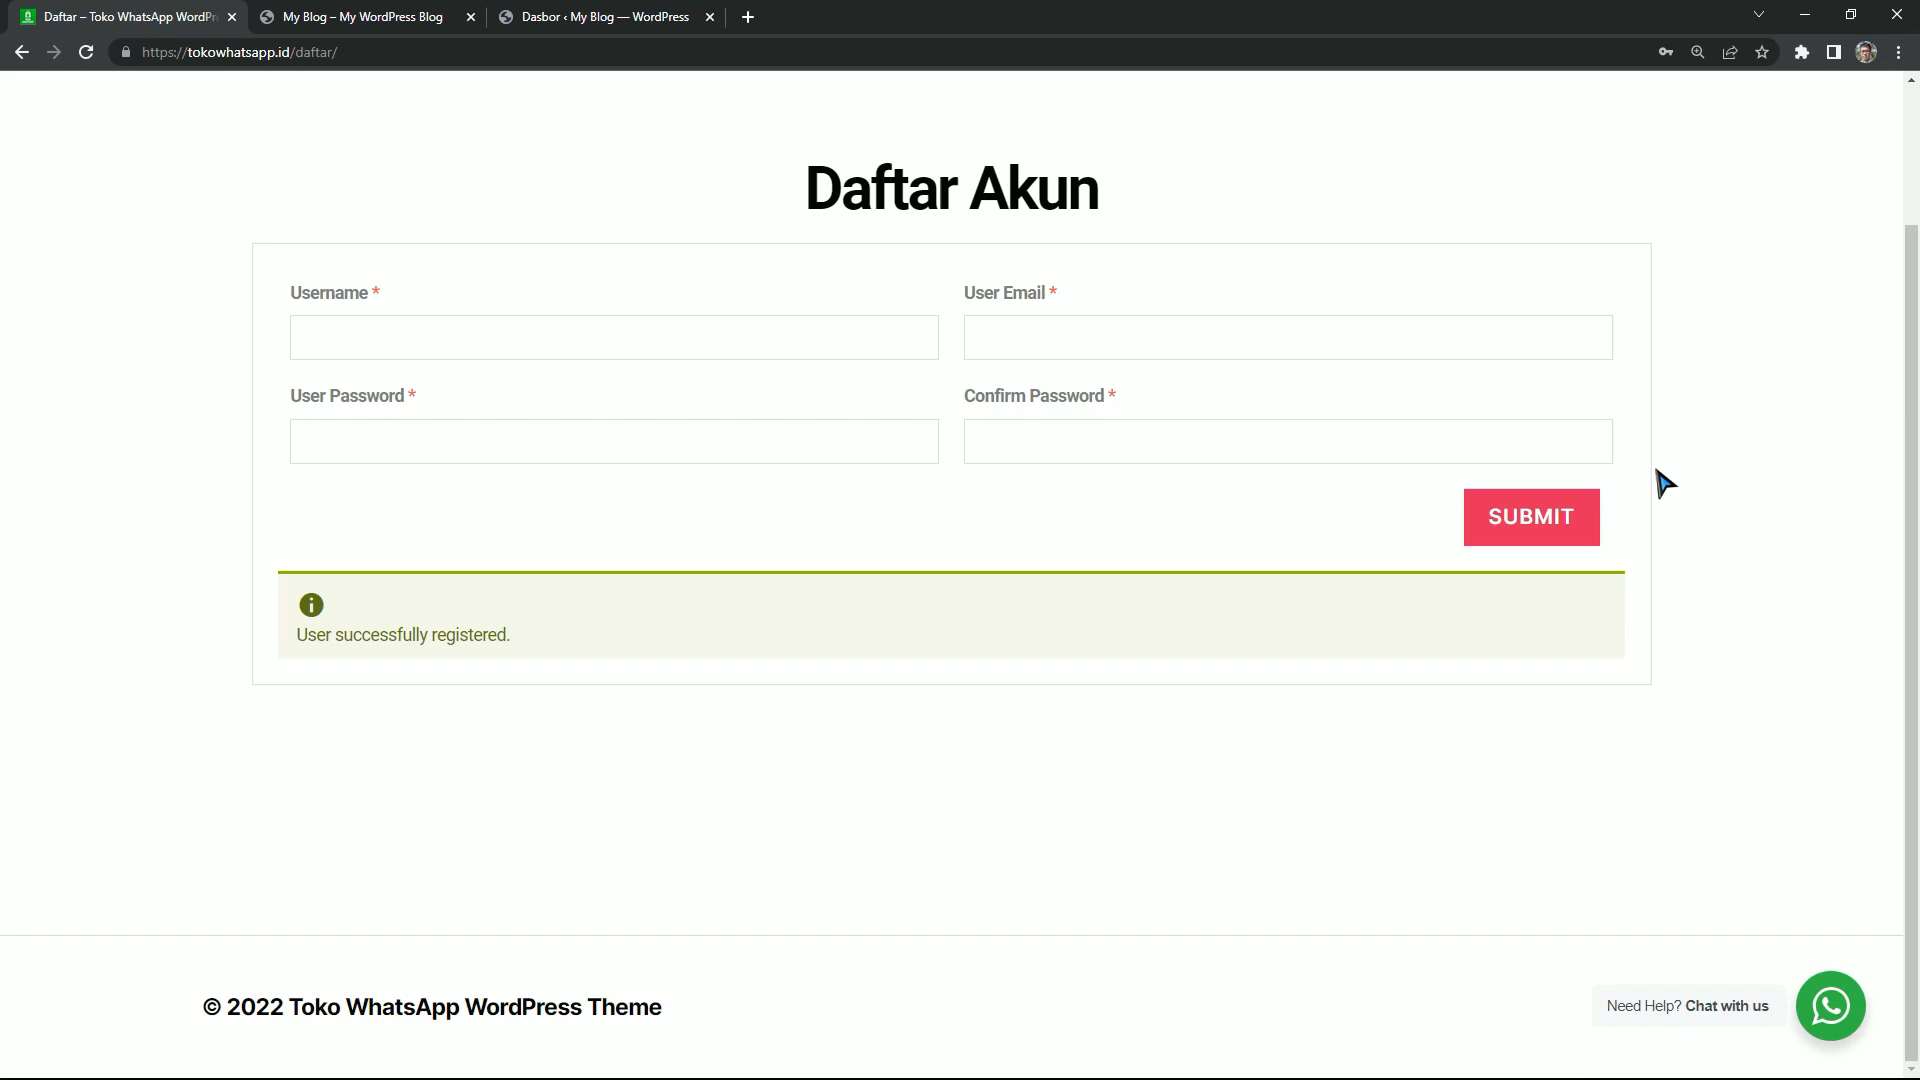 Daftar – Toko WhatsApp WordPr
My Blog – My WordPress Blog
Dasbor ‹ My Blog — WordPress
https://tokowhatsapp.id/daftar/
Daftar Akun
Username *
User Email *
User Password *
Confirm Password *
SUBMIT
User successfully registered.
© 2022 Toko WhatsApp WordPress Theme
Need Help? Chat with us